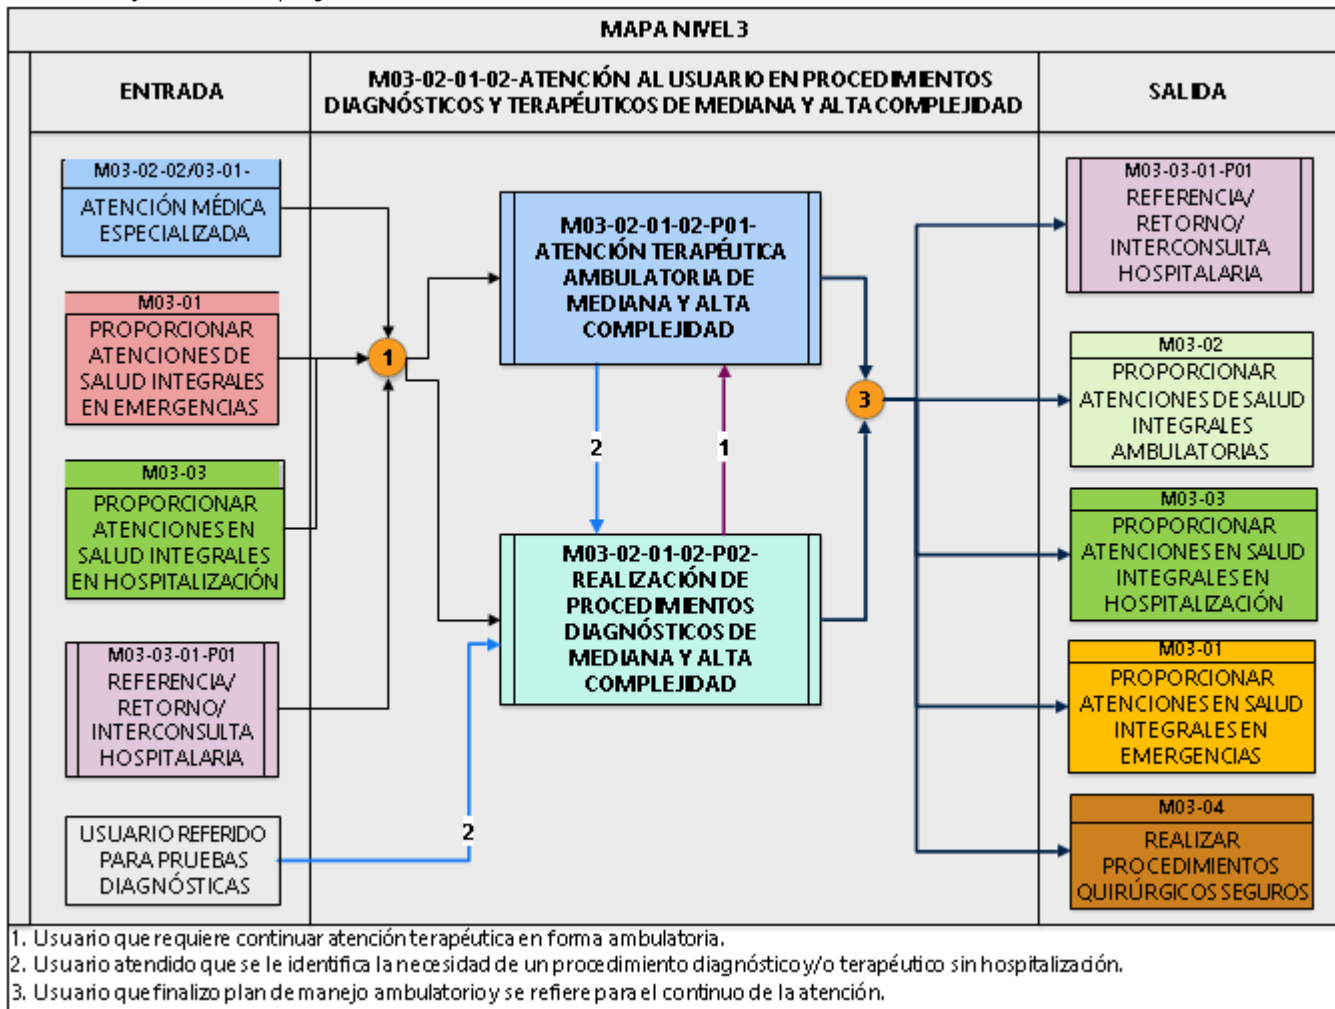 MAPA NIVEL 3
ENTRADA
M03-02-01-02-ATENCIÓN AL USUARIO EN PROCEDIMIENTOS
DIAGNÓSTICOS Y TERAPÉUTICOS DE MEDIANA Y ALTA COMPLEJIDAD
SALIDA
M03-02-02/03-01-
ATENCIÓN MÉDICA
ESPECIALIZADA
M03-01
PROPORCIONAR
ATENCIONES DE
SALUD INTEGRALES
EN EMERGENCIAS
M03-03
PROPORCIONAR
ATENCIONES EN
SALUD INTEGRALES
EN HOSPITALIZACIÓN
M03-03-01-P01
REFERENCIA/
RETORNO/
INTERCONSULTA
HOSPITALARIA
USUARIO REFERIDO
PARA PRUEBAS
DIAGNÓSTICAS
1
M03-02-01-02-P01-
ATENCIÓN TERAPÉUTICA
AMBULATORIA DE
MEDIANA Y ALTA
COMPLEJIDAD
2
1
M03-02-01-02-P02-
REALIZACIÓN DE
PROCEDIMIENTOS
DIAGNÓSTICOS DE
MEDIANA Y ALTA
COMPLEJIDAD
2
3
M03-03-01-P01
REFERENCIA/
RETORNO/
INTERCONSULTA
HOSPITALARIA
M03-02
PROPORCIONAR
ATENCIONES DE SALUD
INTEGRALES
AMBULATORIAS
M03-03
PROPORCIONAR
ATENCIONES EN SALUD
INTEGRALES EN
HOSPITALIZACIÓN
M03-01
PROPORCIONAR
ATENCIONES EN SALUD
INTEGRALES EN
EMERGENCIAS
M03-04
REALIZAR
PROCEDIMIENTOS
QUIRÚRGICOS SEGUROS
1. Usuario que requiere continuar atención terapéutica en forma ambulatoria.
2. Usuario atendido que se le identifica la necesidad de un procedimiento diagnóstico y/o terapéutico sin hospitalización.
3. Usuario que finalizo plan de manejo ambulatorio y se refiere para el continuo de la atención.